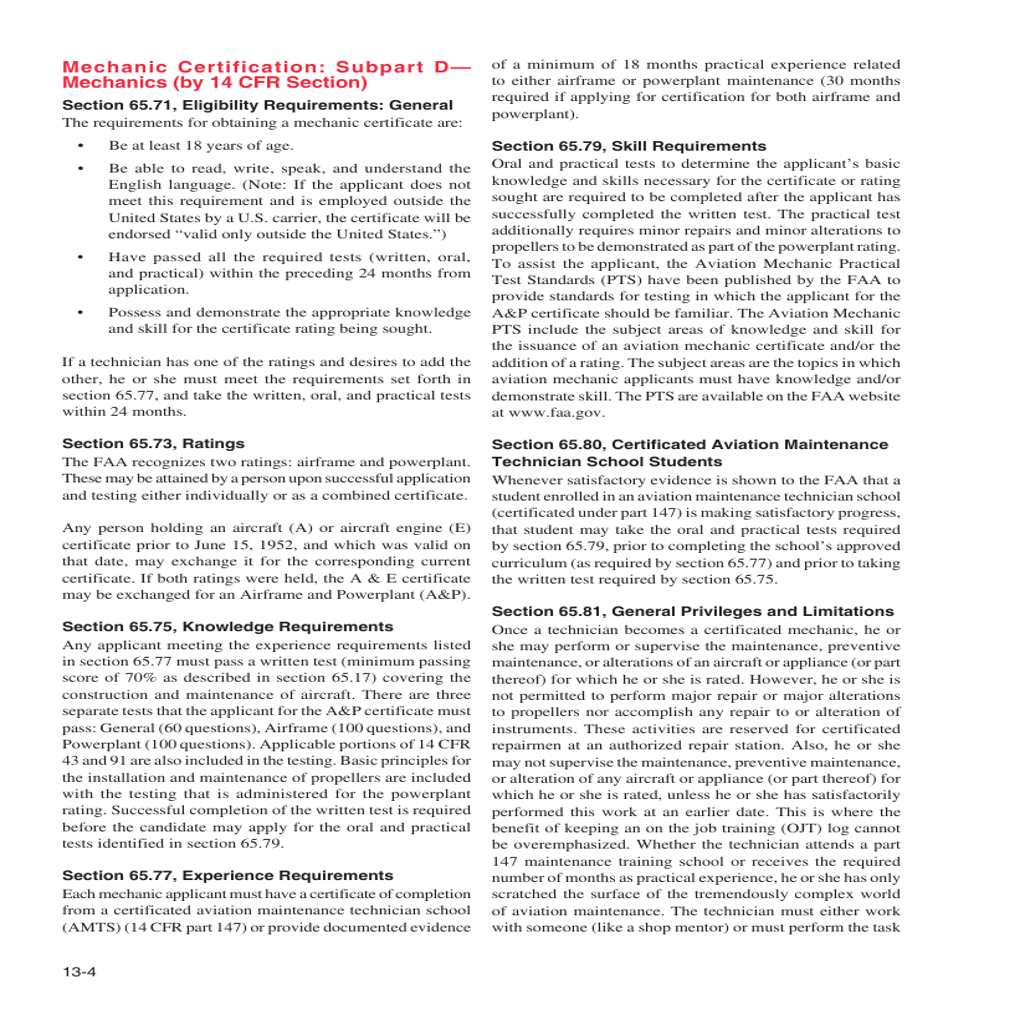 Mechanic Certification: Subpart D—
Mechanics (by 14 CFR Section)
Section 65.71, Eligibility Requirements: General
The requirements for obtaining a mechanic certificate are:
• Be at least 18 years of age.
• Be able to read, write, speak, and understand the
English language. (Note: If the applicant does not
meet this requirement and is employed outside the
United States by a U.S. carrier, the certificate will be
endorsed “valid only outside the United States.”)
• Have passed all the required tests (written, oral,
and practical) within the preceding 24 months from
application.
• Possess and demonstrate the appropriate knowledge
and skill for the certificate rating being sought.
If a technician has one of the ratings and desires to add the
other, he or she must meet the requirements set forth in
section 65.77, and take the written, oral, and practical tests
within 24 months.
Section 65.73, Ratings
The FAA recognizes two ratings: airframe and powerplant.
These may be attained by a person upon successful application
and testing either individually or as a combined certificate.
Any person holding an aircraft (A) or aircraft engine (E)
certificate prior to June 15, 1952, and which was valid on
that date, may exchange it for the corresponding current
certificate. If both ratings were held, the A & E certificate
may be exchanged for an Airframe and Powerplant (A&P).
Section 65.75, Knowledge Requirements
Any applicant meeting the experience requirements listed
in section 65.77 must pass a written test (minimum passing
score of 70% as described in section 65.17) covering the
construction and maintenance of aircraft. There are three
separate tests that the applicant for the A&P certificate must
pass: General (60 questions), Airframe (100 questions), and
Powerplant (100 questions). Applicable portions of 14 CFR
43 and 91 are also included in the testing. Basic principles for
the installation and maintenance of propellers are included
with the testing that is administered for the powerplant
rating. Successful completion of the written test is required
before the candidate may apply for the oral and practical
tests identified in section 65.79.
Section 65.77, Experience Requirements
Each mechanic applicant must have a certificate of completion
from a certificated aviation maintenance technician school
(AMTS) (14 CFR part 147) or provide documented evidence
of a minimum of 18 months practical experience related
to either airframe or powerplant maintenance (30 months
required if applying for certification for both airframe and
powerplant).
Section 65.79, Skill Requirements
Oral and practical tests to determine the applicant’s basic
knowledge and skills necessary for the certificate or rating
sought are required to be completed after the applicant has
successfully completed the written test. The practical test
additionally requires minor repairs and minor alterations to
propellers to be demonstrated as part of the powerplant rating.
To assist the applicant, the Aviation Mechanic Practical
Test Standards (PTS) have been published by the FAA to
provide standards for testing in which the applicant for the
A&P certificate should be familiar. The Aviation Mechanic
PTS include the subject areas of knowledge and skill for
the issuance of an aviation mechanic certificate and/or the
addition of a rating. The subject areas are the topics in which
aviation mechanic applicants must have knowledge and/or
demonstrate skill. The PTS are available on the FAA website
at www.faa.gov.
Section 65.80, Certificated Aviation Maintenance
Technician School Students
Whenever satisfactory evidence is shown to the FAA that a
student enrolled in an aviation maintenance technician school
(certificated under part 147) is making satisfactory progress,
that student may take the oral and practical tests required
by section 65.79, prior to completing the school’s approved
curriculum (as required by section 65.77) and prior to taking
the written test required by section 65.75.
Section 65.81, General Privileges and Limitations
Once a technician becomes a certificated mechanic, he or
she may perform or supervise the maintenance, preventive
maintenance, or alterations of an aircraft or appliance (or part
thereof) for which he or she is rated. However, he or she is
not permitted to perform major repair or major alterations
to propellers nor accomplish any repair to or alteration of
instruments. These activities are reserved for certificated
repairmen at an authorized repair station. Also, he or she
may not supervise the maintenance, preventive maintenance,
or alteration of any aircraft or appliance (or part thereof) for
which he or she is rated, unless he or she has satisfactorily
performed this work at an earlier date. This is where the
benefit of keeping an on the job training (OJT) log cannot
be overemphasized. Whether the technician attends a part
147 maintenance training school or receives the required
number of months as practical experience, he or she has only
scratched the surface of the tremendously complex world
of aviation maintenance. The technician must either work
with someone (like a shop mentor) or must perform the task
13-4